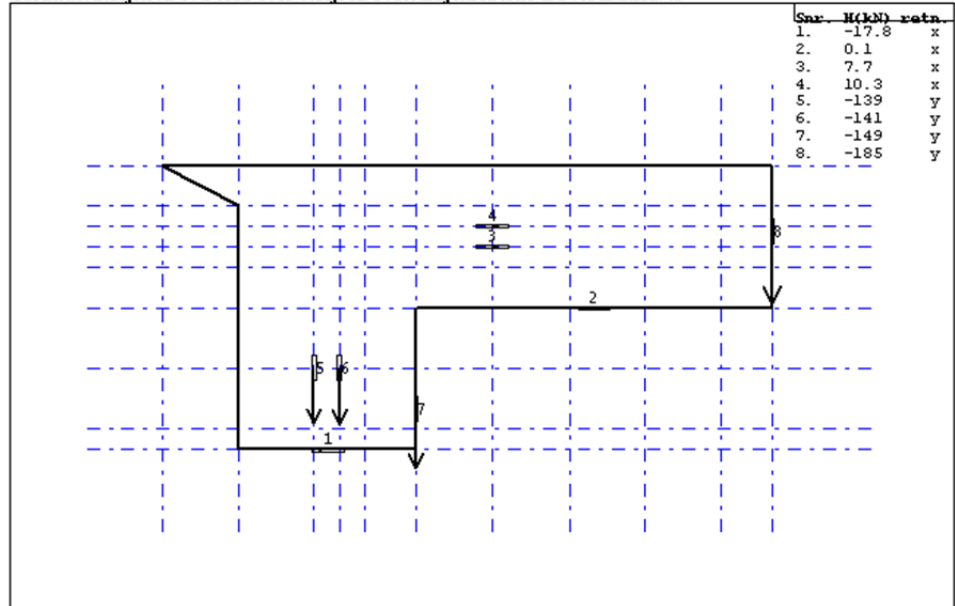 Snr. H(kN) retn.
1. -17.8 x
2. 0.1 x
3. 7.7 x
4. 10.3 x
5. -139 y
6. -141 y
7. -149 y
8. -185 y
4
8
3
2
5 6
7
1